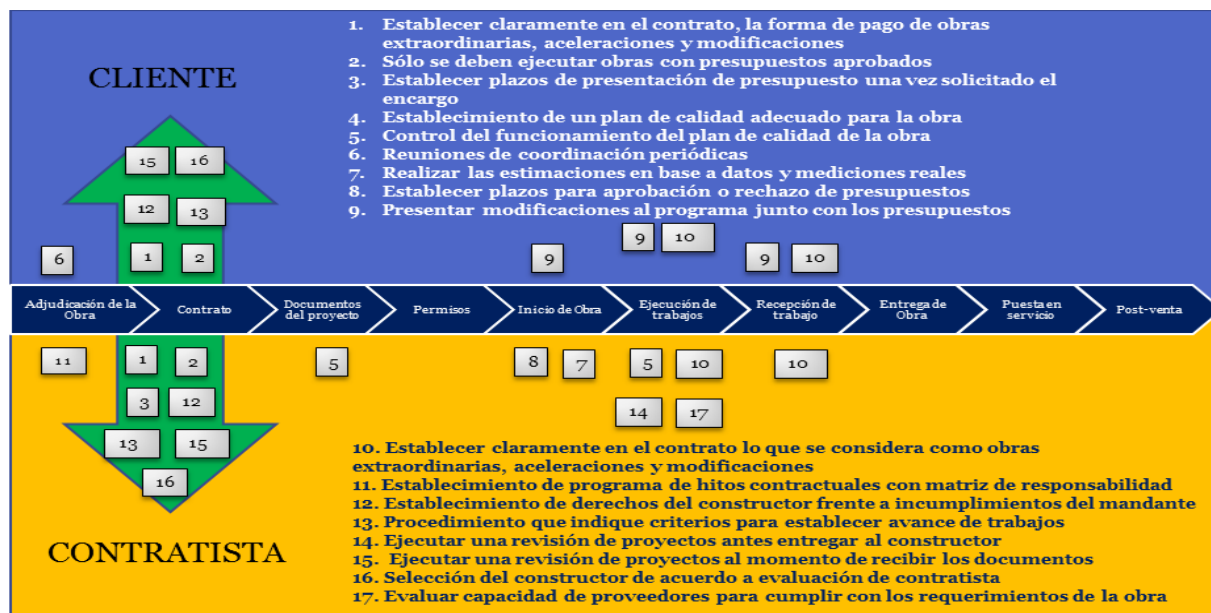 1. Establecer claramente en el contrato, la forma de pago de obras
extraordinarias, aceleraciones y modificaciones
2. Sólo se deben ejecutar obras con presupuestos aprobados
3. Establecer plazos de presentación de presupuesto una vez solicitado el
encargo
4. Establecimiento de un plan de calidad adecuado para la obra
5. Control del funcionamiento del plan de calidad de la obra
6. Reuniones de coordinación periódicas
7. Realizar las estimaciones en base a datos y mediciones reales
8. Establecer plazos para aprobación o rechazo de presupuestos
9. Presentar modificaciones al programa junto con los presupuestos
CLIENTE
15 16
12 13
9 10
6 1 2 9 9 10
Adjudicación de la
Obra
Contrato
Documentos
del proyecto
Permisos
Inicio de Obra
Ejecución de
trabajos
Recepción de
trabajo
Entrega de
Obra
Puesta en
servicio
Post-venta
11 1 2 5 8 7 5 10 10
3 12 14 17
13 15
16
CONTRATISTA
10. Establecer claramente en el contrato lo que se considera como obras
extraordinarias, aceleraciones y modificaciones
11. Establecimiento de programa de hitos contractuales con matriz de responsabilidad
12. Establecimiento de derechos del constructor frente a incumplimientos del mandante
13. Procedimiento que indique criterios para establecer avance de trabajos
14. Ejecutar una revisión de proyectos antes entregar al constructor
15. Ejecutar una revisión de proyectos al momento de recibir los documentos
16. Selección del constructor de acuerdo a evaluación de contratista
17. Evaluar capacidad de proveedores para cumplir con los requerimientos de la obra